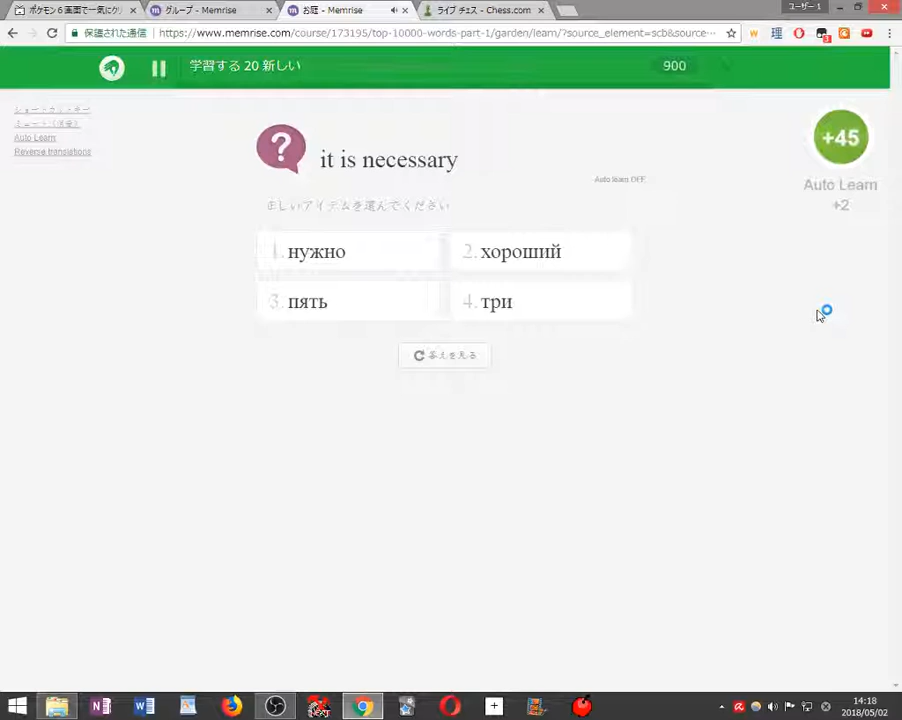 ポケモン6画面で一気にクリ
グループ - Memrise
お庭 - Memrise
ライブ チェス - Chess.com
ユーザー 1
保護された通信
https://www.memrise.com/course/173195/top-10000-words-part-1/garden/learn/?source_element=scb&source…
学習する 20 新しい
900
Auto Learn
Reverse translations
+45
Auto Learn
+2
it is necessary
Auto learn OFF.
正しいアイテムを選んでください
1. нужно
2. хороший
3. пять
4. три
答えを見る
14:18
2018/05/02